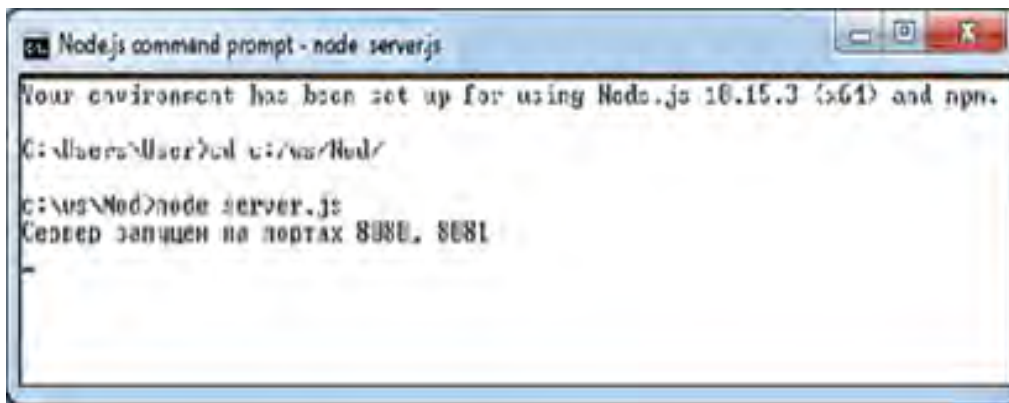 Node.js command prompt - node server.js
Your environment has been set up for using Node.js 10.15.3 (x64) and npm.
C:\Users\User>cd c:/ws/Nod/
c:\ws\Nod>node server.js
Сервер запущен на портах 8080, 8081